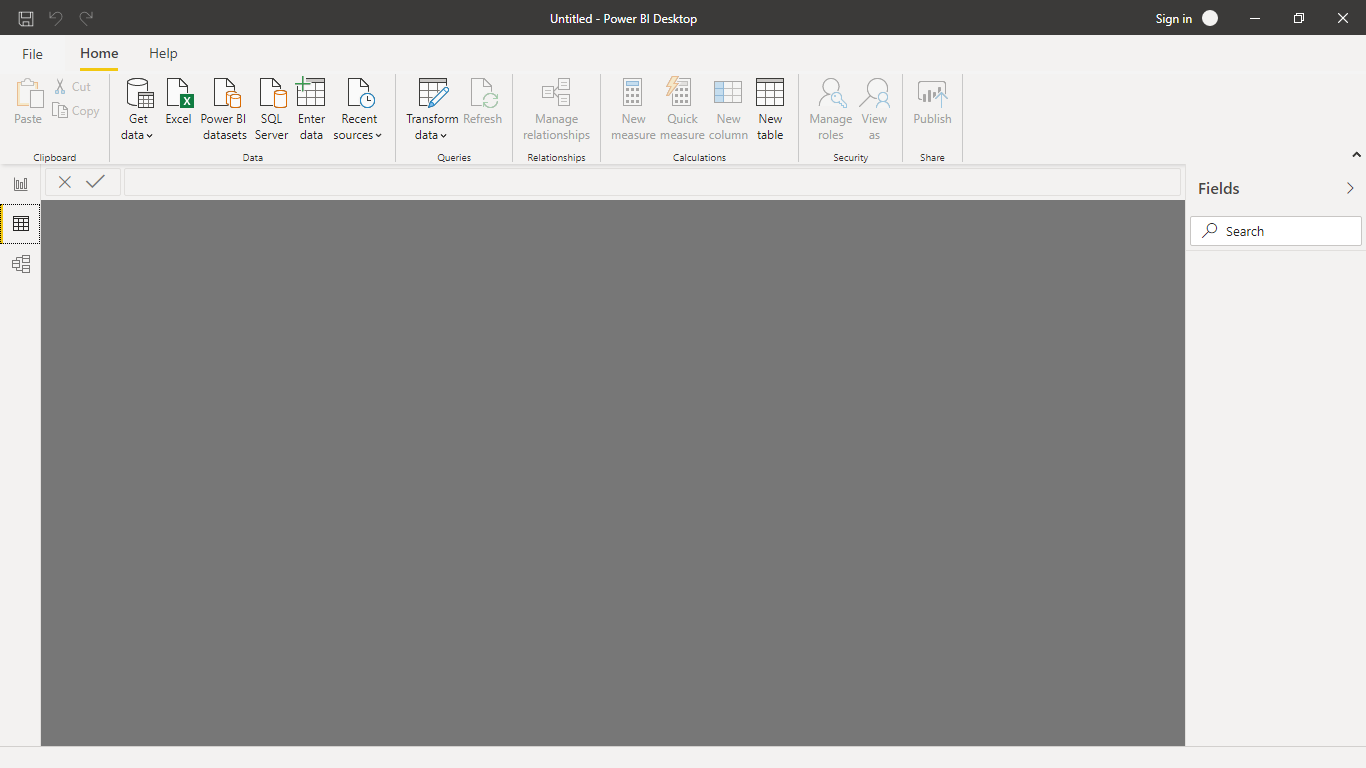 Untitled - Power BI Desktop
Sign in
File
Home
Help
Paste
Cut
Copy
Clipboard
Get
data
Excel
Power BI
datasets
SQL
Server
Enter
data
Recent
sources
Data
Transform
data
Refresh
Queries
Manage
relationships
Relationships
New
measure
Quick
measure
New
column
New
table
Calculations
Manage
roles
View
as
Security
Publish
Share
Fields
Search